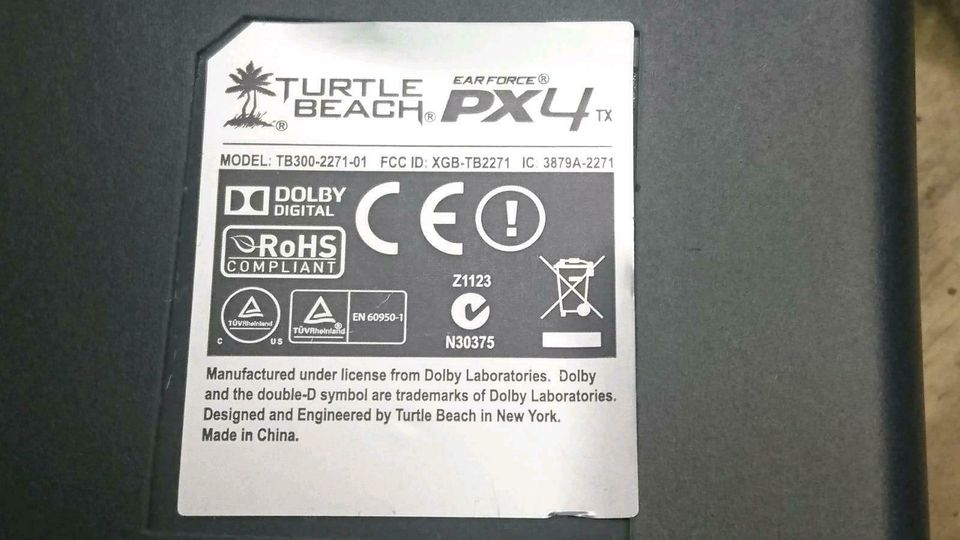 TURTLE BEACH® EAR FORCE® PX4 TX
MODEL: TB300-2271-01 FCC ID: XGB-TB2271 IC: 3879A-2271
DOLBY
DIGITAL
CE
!
RoHS
COMPLIANT
Z1123
N30375
TÜVRheinland
C US
TÜVRheinland®
EN 60950-1
Manufactured under license from Dolby Laboratories. Dolby
and the double-D symbol are trademarks of Dolby Laboratories.
Designed and Engineered by Turtle Beach in New York.
Made in China.